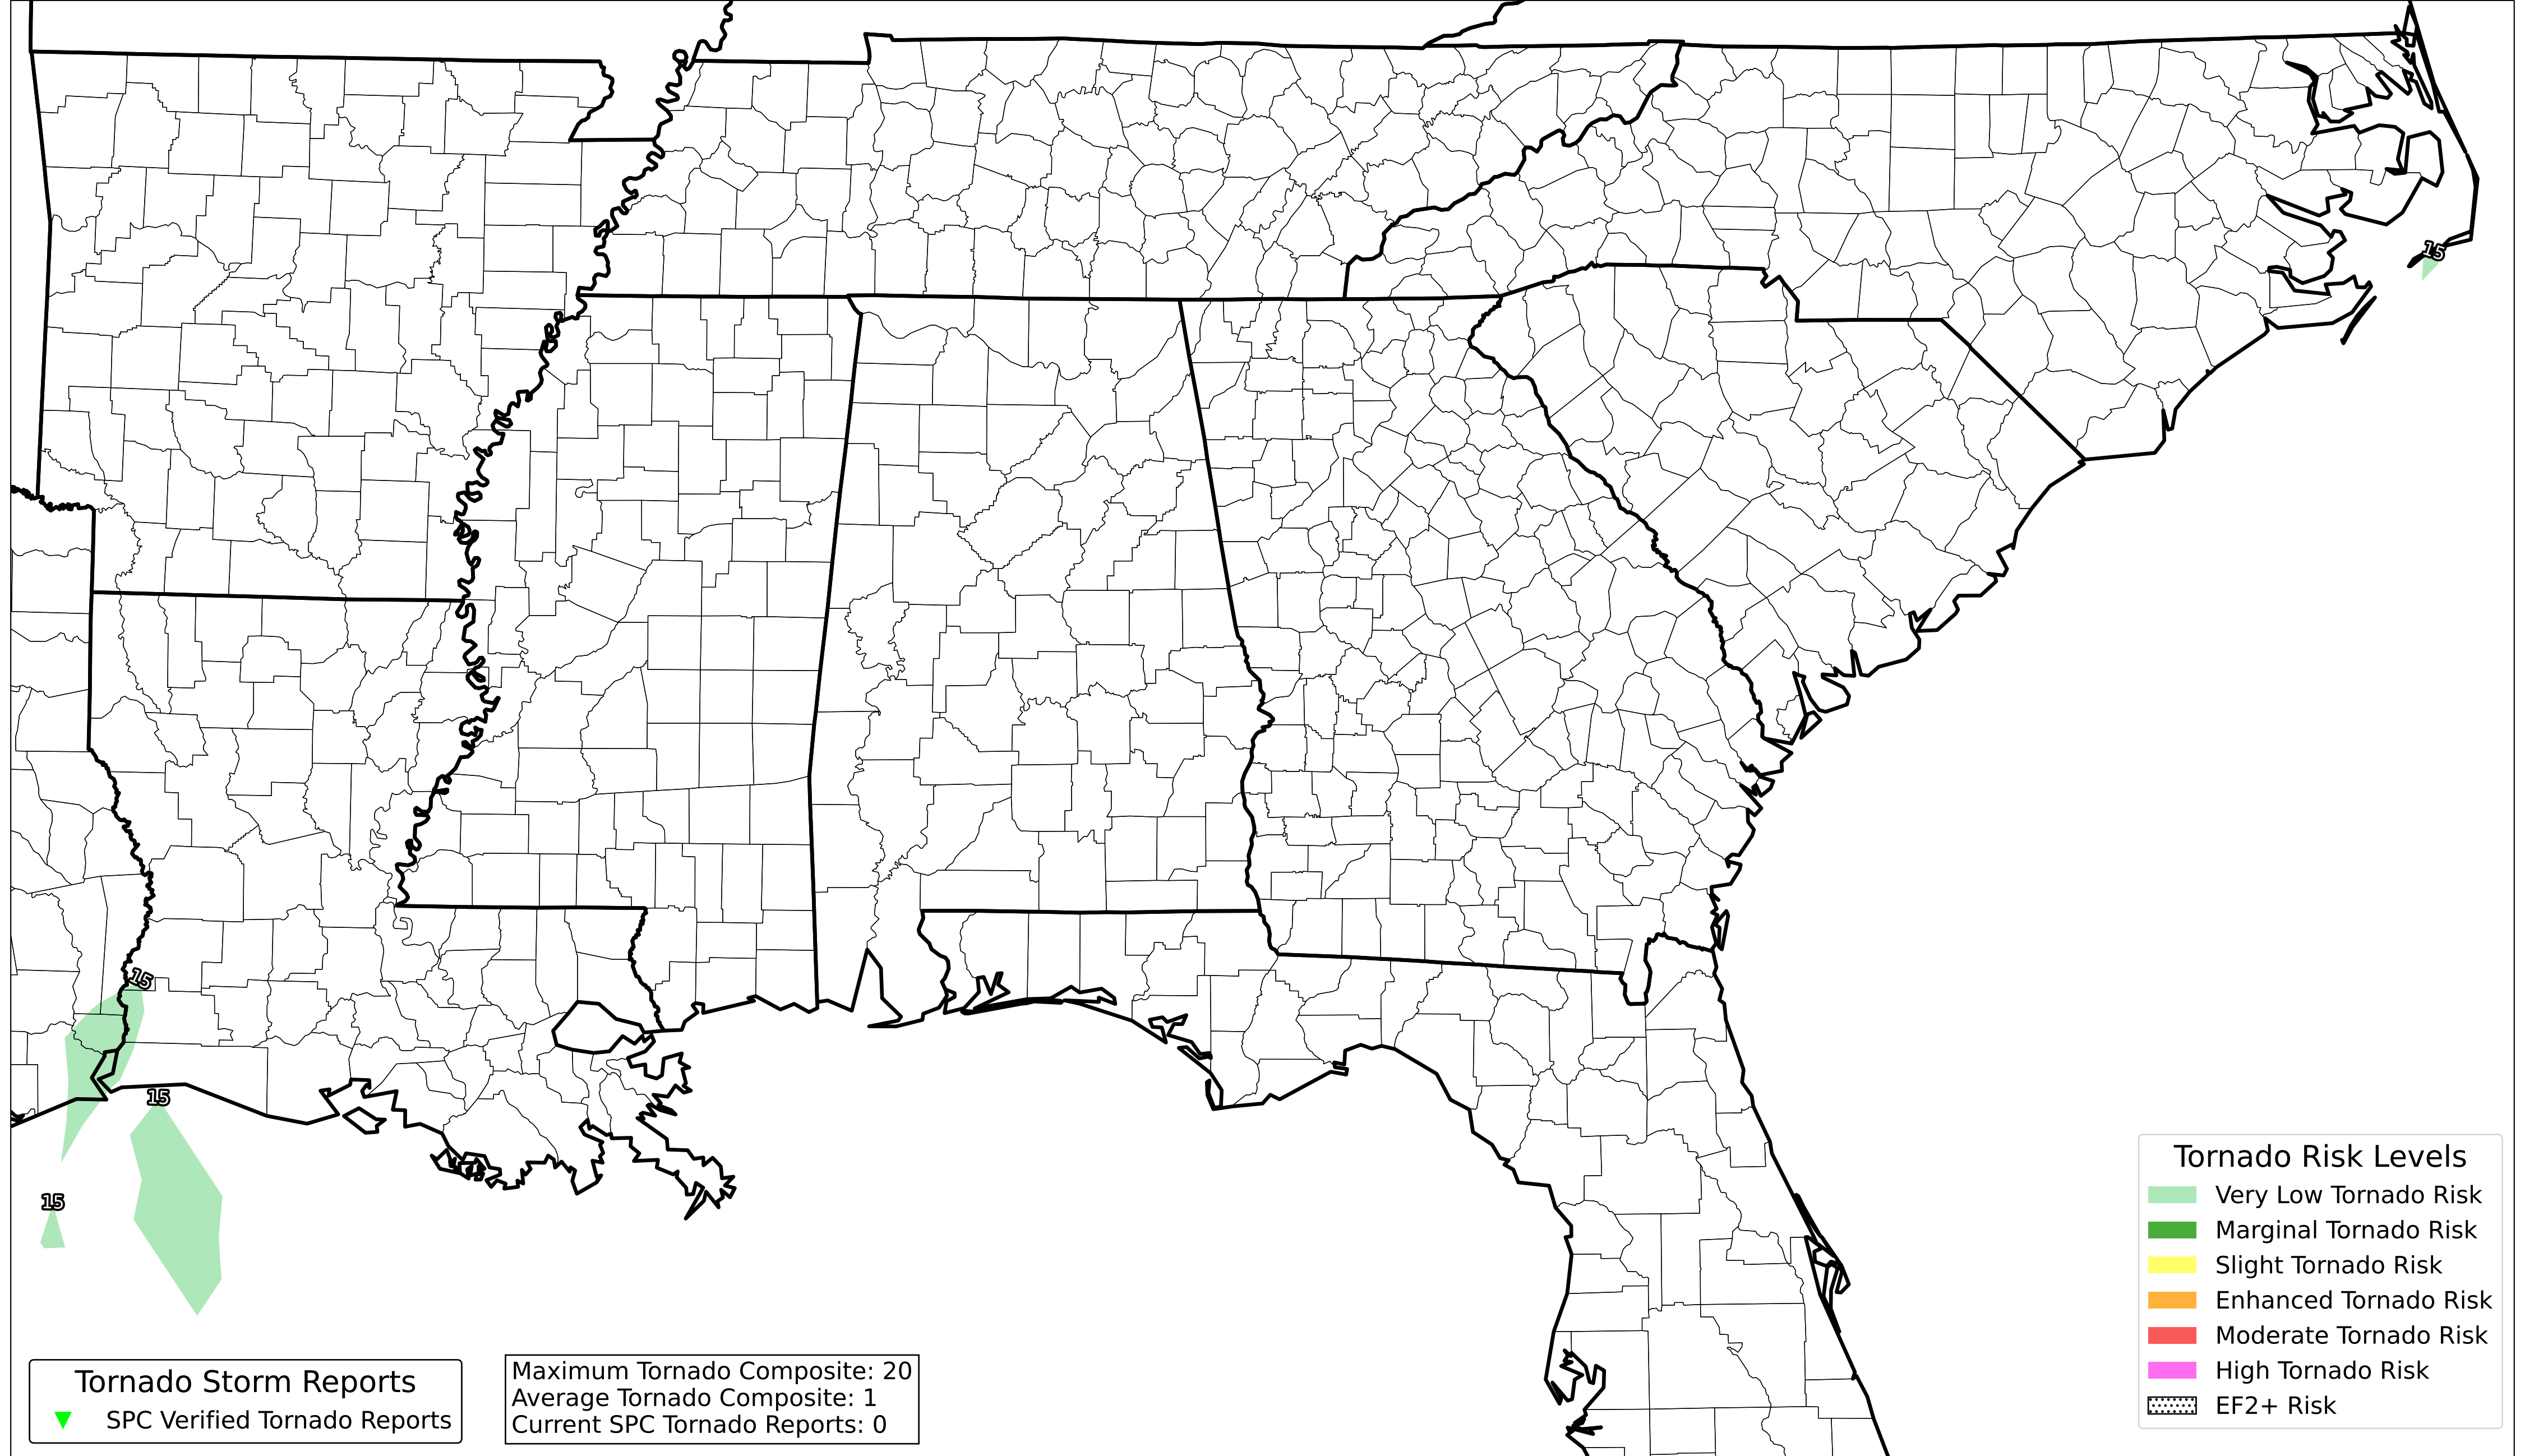 15
15
15
15
Tornado Storm Reports
SPC Verified Tornado Reports
Maximum Tornado Composite: 20
Average Tornado Composite: 1
Current SPC Tornado Reports: 0
Tornado Risk Levels
Very Low Tornado Risk
Marginal Tornado Risk
Slight Tornado Risk
Enhanced Tornado Risk
Moderate Tornado Risk
High Tornado Risk
EF2+ Risk